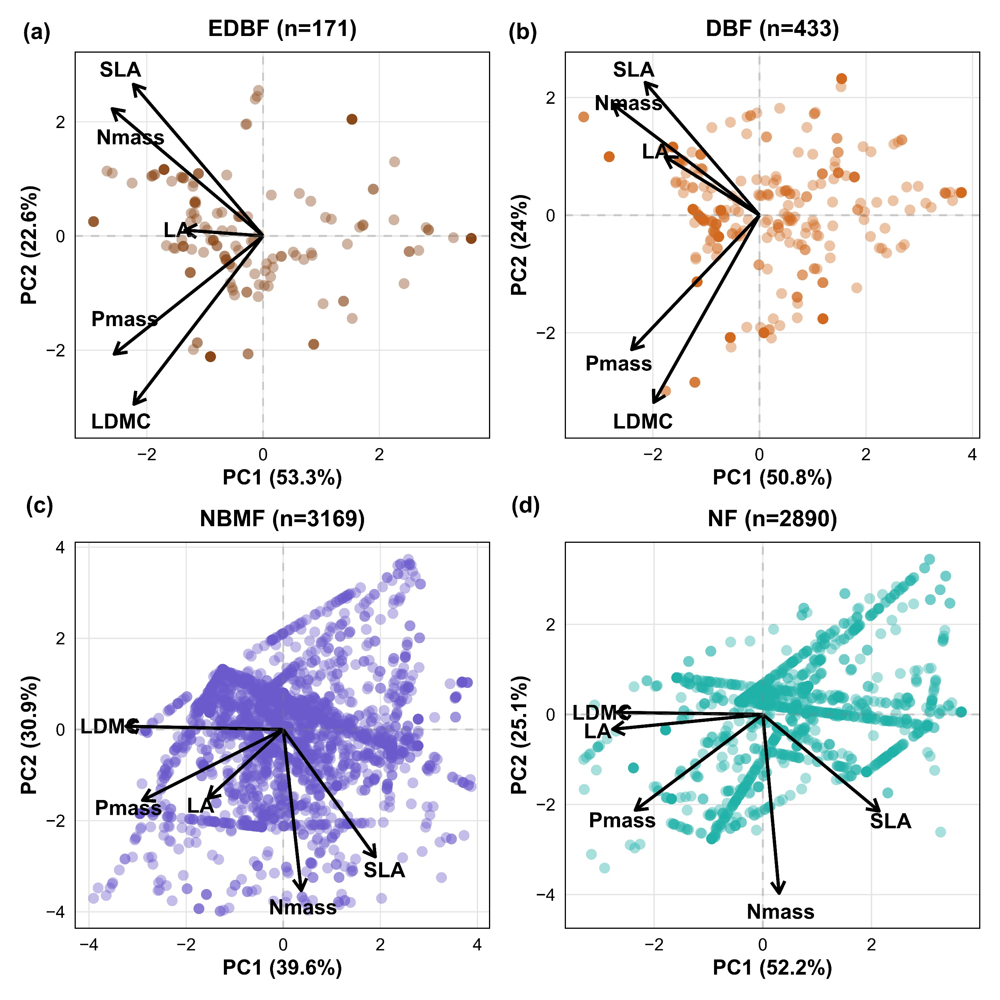 (a)
EDBF (n=171)
SLA
Nmass
LA
Pmass
LDMC
2
0
−2
−2
0
2
PC2 (22.6%)
PC1 (53.3%)
(b)
DBF (n=433)
SLA
Nmass
LA
Pmass
LDMC
2
0
−2
−2
0
2
4
PC2 (24%)
PC1 (50.8%)
(c)
NBMF (n=3169)
LDMC
Pmass
LA
SLA
Nmass
4
2
0
−2
−4
−4
−2
0
2
4
PC2 (30.9%)
PC1 (39.6%)
(d)
NF (n=2890)
LDMC
LA
Pmass
SLA
Nmass
2
0
−2
−4
−2
0
2
PC2 (25.1%)
PC1 (52.2%)